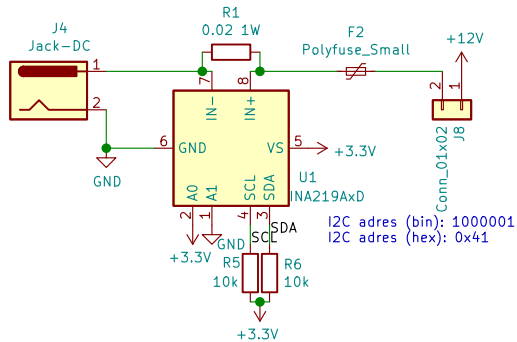 J4
Jack-DC
1
2
R1
0.02 1W
F2
Polyfuse_Small
+12V
2
1
J8
Conn_01x02
7
8
IN-
IN+
6
GND
VS
5
+3.3V
GND
U1
INA219AxD
A0
A1
SCL
SDA
2
1
4
3
SDA
SCL
GND
+3.3V
I2C adres (bin): 1000001
I2C adres (hex): 0x41
R5
10k
R6
10k
+3.3V